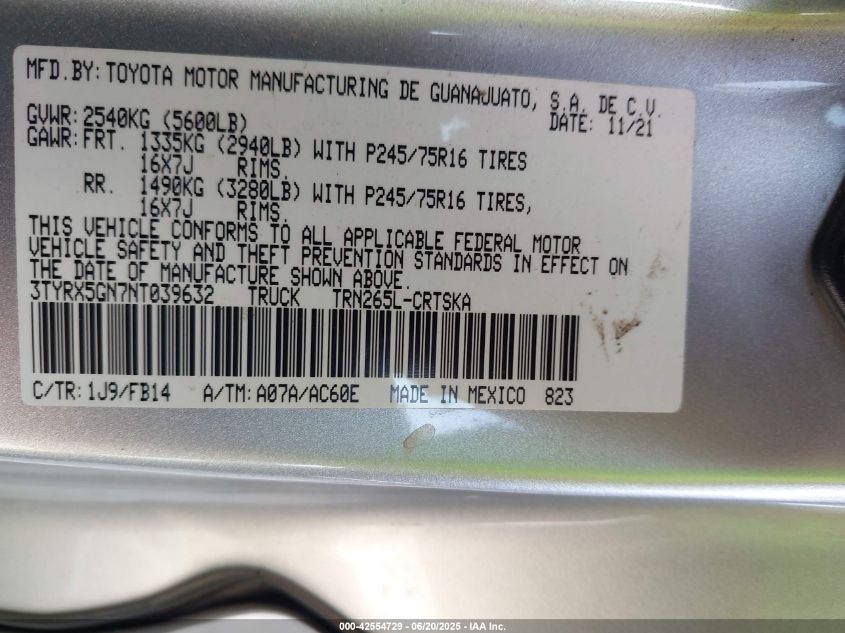 MFD.BY: TOYOTA MOTOR MANUFACTURING DE GUANAJUATO, S.A. DE C.V.
GVWR: 2540KG (5600LB) DATE: 11/21
GAWR: FRT. 1335KG (2940LB) WITH P245/75R16 TIRES
16X7J RIMS,
RR. 1490KG (3280LB) WITH P245/75R16 TIRES,
16X7J RIMS,
THIS VEHICLE CONFORMS TO ALL APPLICABLE FEDERAL MOTOR
VEHICLE SAFETY AND THEFT PREVENTION STANDARDS IN EFFECT ON
THE DATE OF MANUFACTURE SHOWN ABOVE.
3TYRX5GN7NT039632 TRUCK TRN265L-CRTSKA
C/TR: 1J9/FB14 A/TM: A07A/AC60E MADE IN MEXICO 823
000-42554729 - 06/20/2025 - IAA Inc.